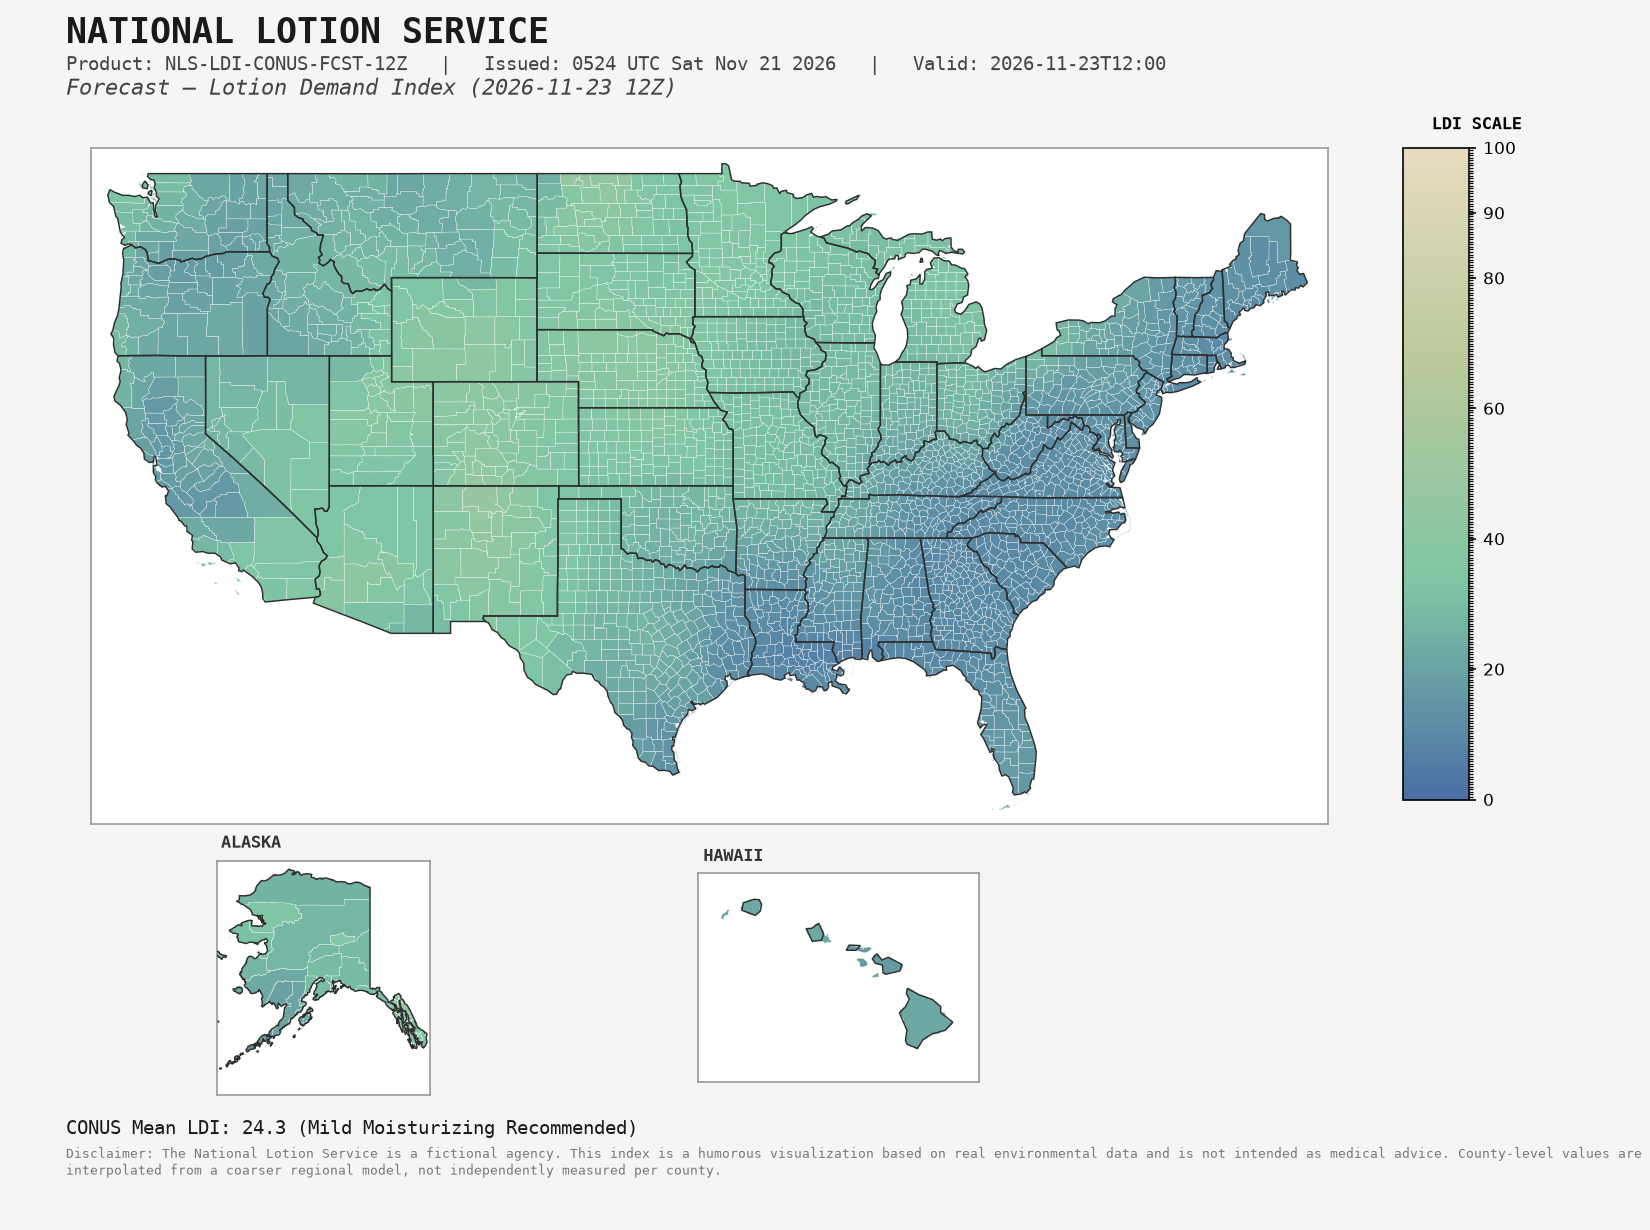 NATIONAL LOTION SERVICE
Product: NLS-LDI-CONUS-FCST-12Z | Issued: 0524 UTC Sat Nov 21 2026 | Valid: 2026-11-23T12:00
Forecast — Lotion Demand Index (2026-11-23 12Z)
LDI SCALE
100
90
80
60
40
20
0
ALASKA
HAWAII
CONUS Mean LDI: 24.3 (Mild Moisturizing Recommended)
Disclaimer: The National Lotion Service is a fictional agency. This index is a humorous visualization based on real environmental data and is not intended as medical advice. County-level values are
interpolated from a coarser regional model, not independently measured per county.